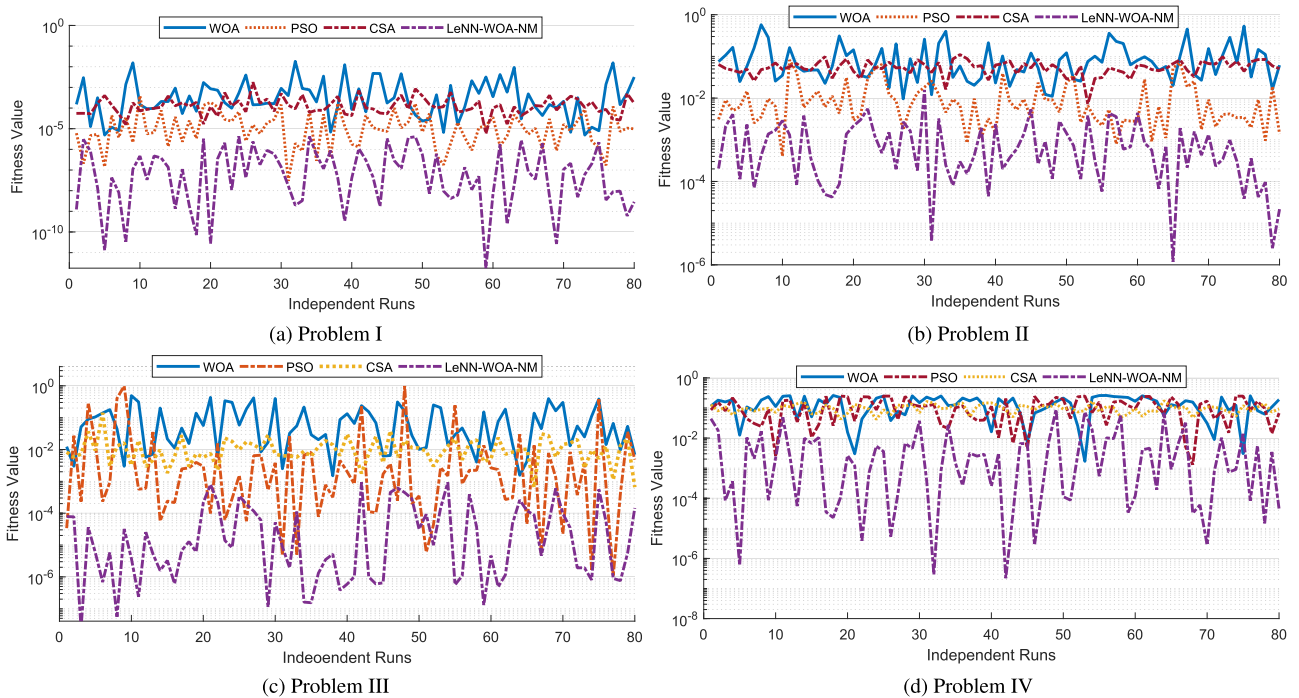 WOA PSO CSA LeNN-WOA-NM
10^0
10^-5
10^-10
Fitness Value
0 10 20 30 40 50 60 70 80
Independent Runs
(a) Problem I
WOA PSO CSA LeNN-WOA-NM
10^0
10^-2
10^-4
10^-6
Fitness Value
0 10 20 30 40 50 60 70 80
Independent Runs
(b) Problem II
WOA PSO CSA LeNN-WOA-NM
10^0
10^-2
10^-4
10^-6
Fitness Value
0 10 20 30 40 50 60 70 80
Indeoendent Runs
(c) Problem III
WOA PSO CSA LeNN-WOA-NM
10^0
10^-2
10^-4
10^-6
10^-8
Fitness Value
0 10 20 30 40 50 60 70 80
Independent Runs
(d) Problem IV